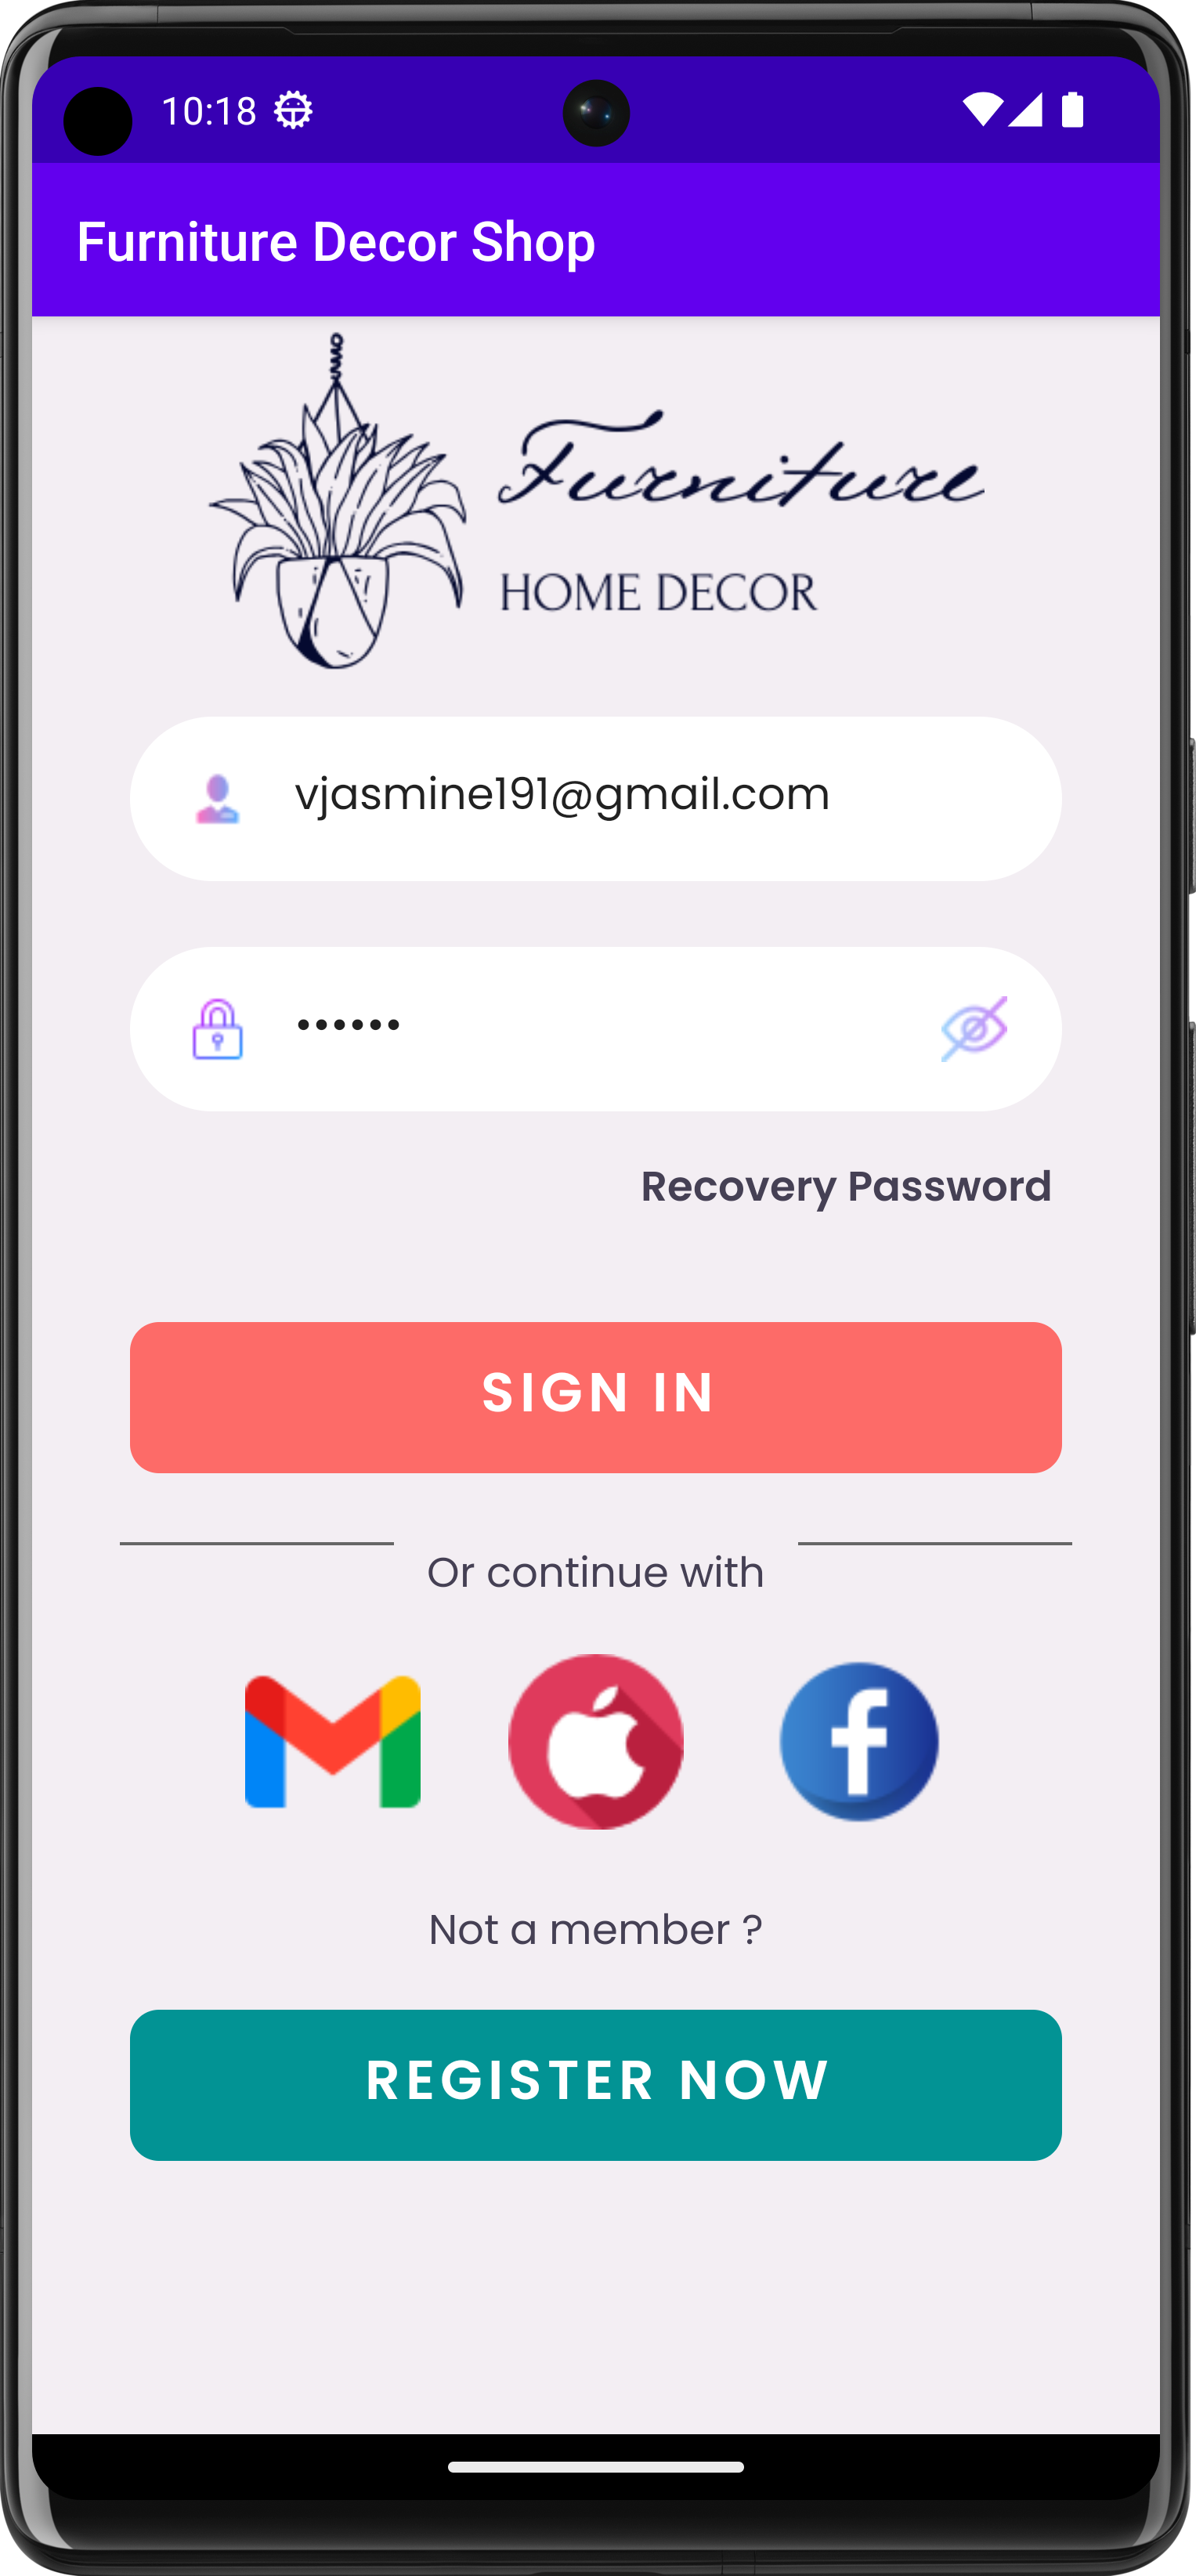 10:18
Furniture Decor Shop
Furniture
HOME DECOR
vjasmine191@gmail.com
••••••
Recovery Password
SIGN IN
Or continue with
Not a member ?
REGISTER NOW